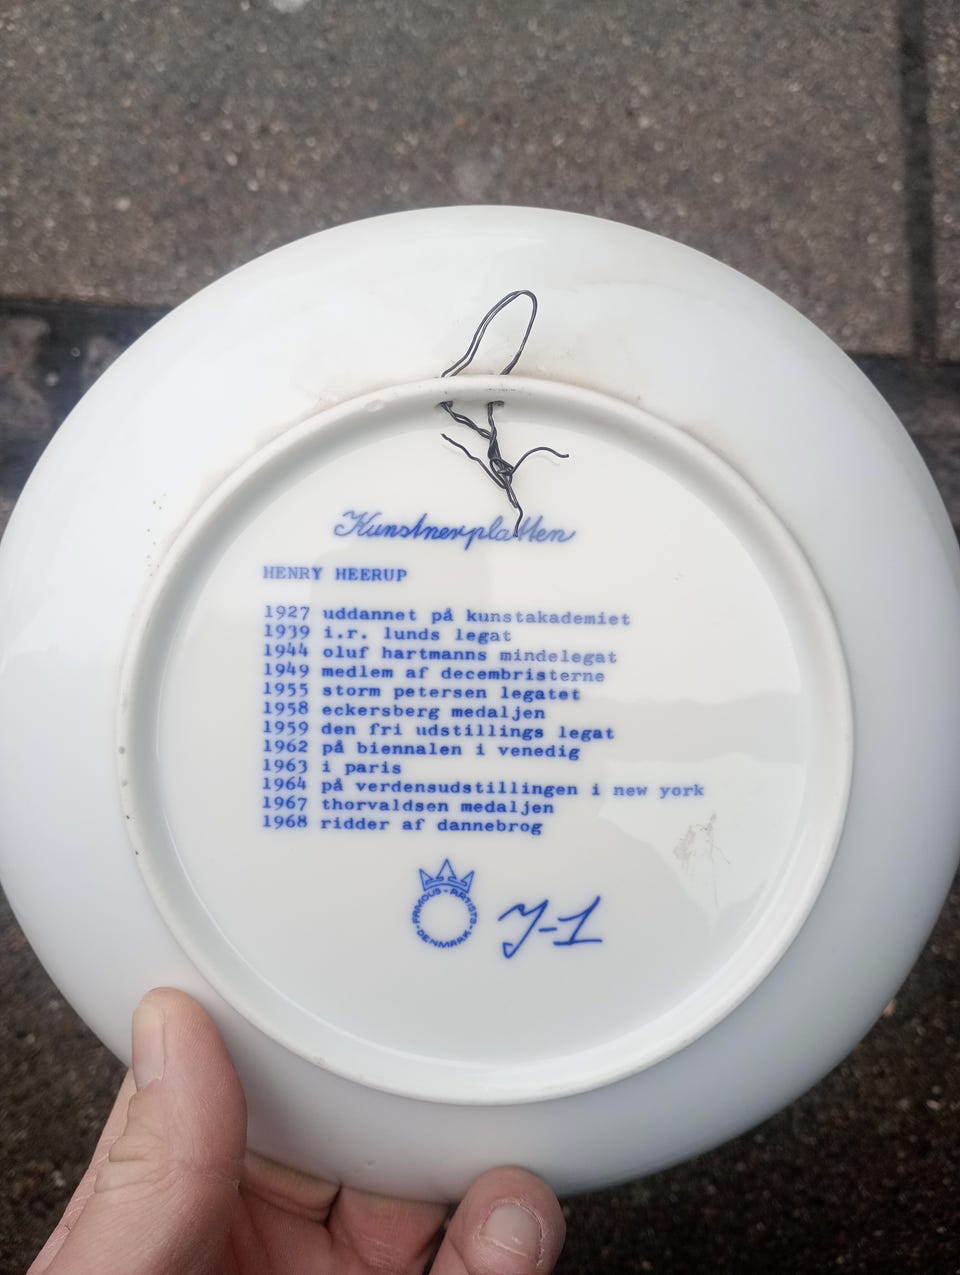 Kunstnerplatten
HENRY HEERUP
1927 uddannet på kunstakademiet
1939 i.r. lunds legat
1944 oluf hartmanns mindelegat
1949 medlem af decembristerne
1955 storm petersen legatet
1958 eckersberg medaljen
1959 den fri udstillings legat
1962 på biennalen i venedig
1963 i paris
1964 på verdensudstillingen i new york
1967 thorvaldsen medaljen
1968 ridder af dannebrog
FAMOUS-ARTISTS-DENMARK-
Y-1